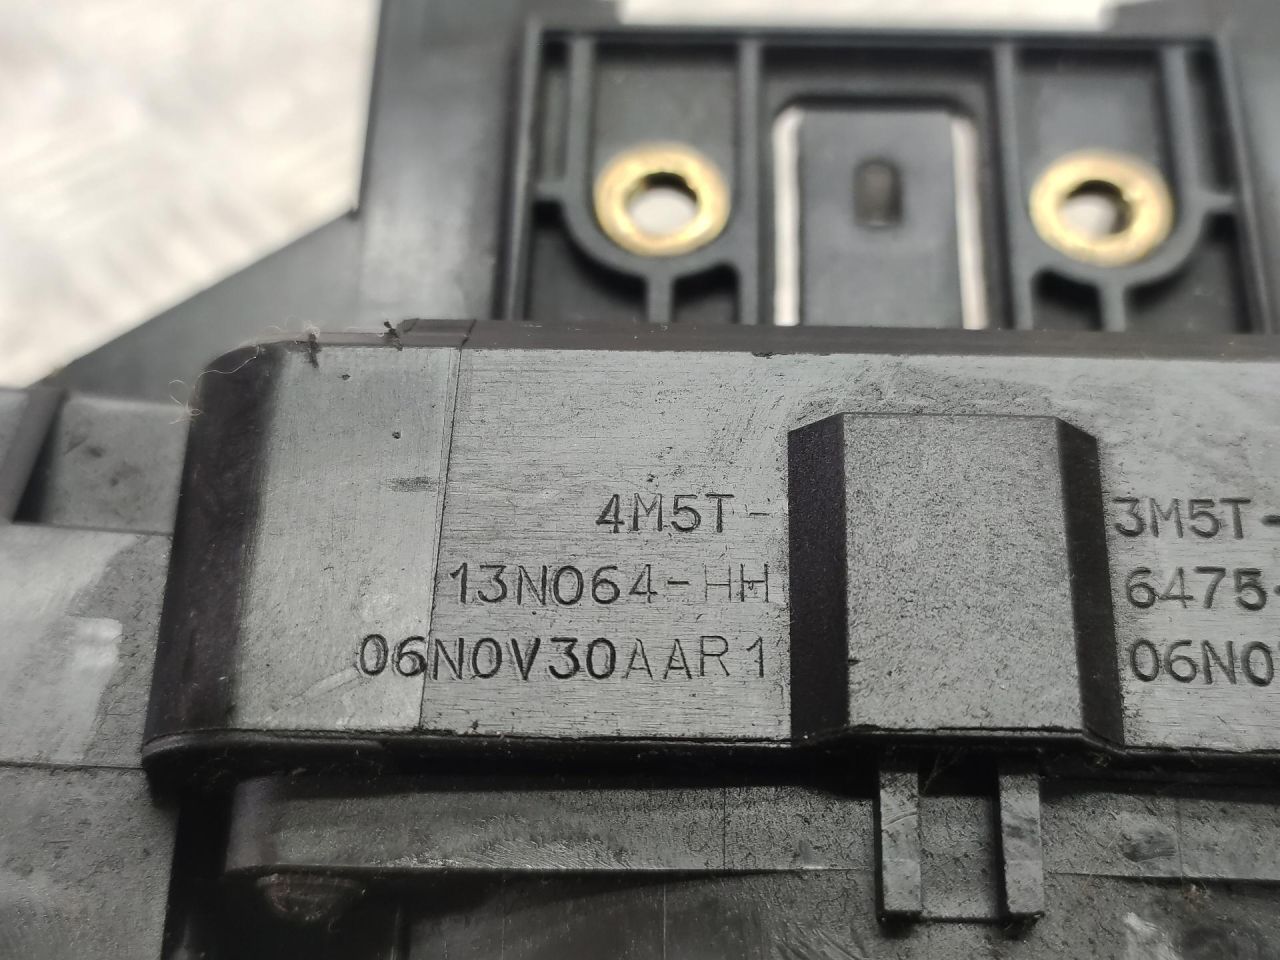 4M5T-
13N064-HH
06NOV30AAR1
3M5T-
6475-
06NO